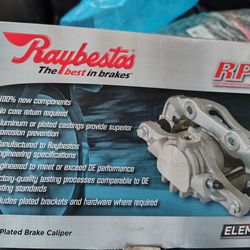 Raybestos
The best in brakes
RP
100% new components
No core return required
Aluminum or plated castings provide superior
corrosion prevention
Manufactured to Raybestos
engineering specifications
Engineered to meet or exceed OE performance
factory-quality testing processes comparable to OE
testing standards
Includes plated brackets and hardware where required
Plated Brake Caliper
ELEM